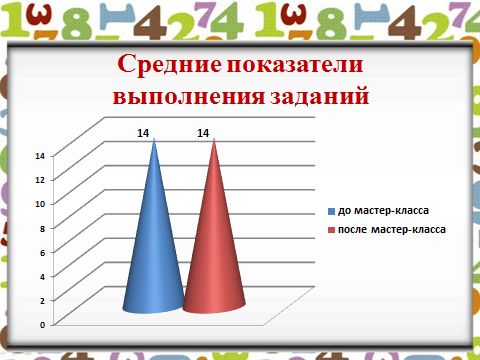 Средние показатели
выполнения заданий
14 14
14
12
10
8
6
4
2
0
до мастер-класса
после мастер-класса